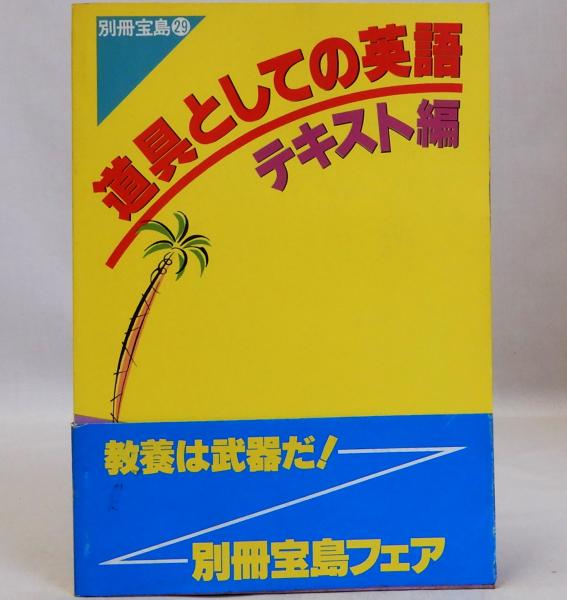 別冊宝島㉙
道具としての英語
テキスト編
教養は武器だ!
別冊宝島フェア